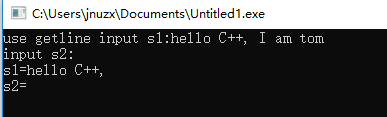 C:\Users\jnuzx\Documents\Untitled1.exe
use getline input s1:hello C++, I am tom
input s2:
s1=hello C++,
s2=